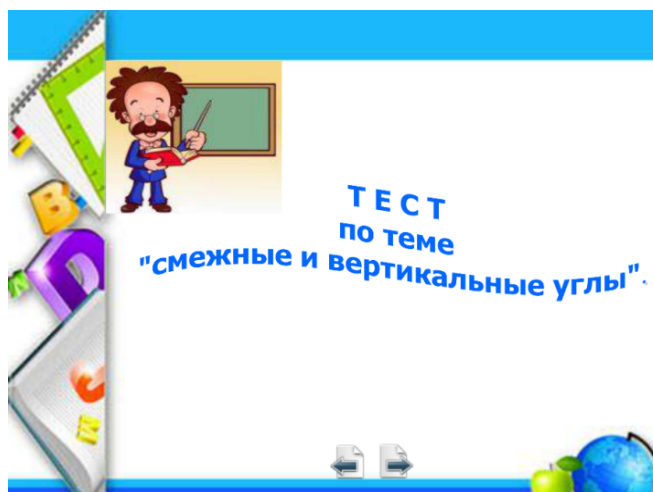 Т Е С Т
по теме
"смежные и вертикальные углы".